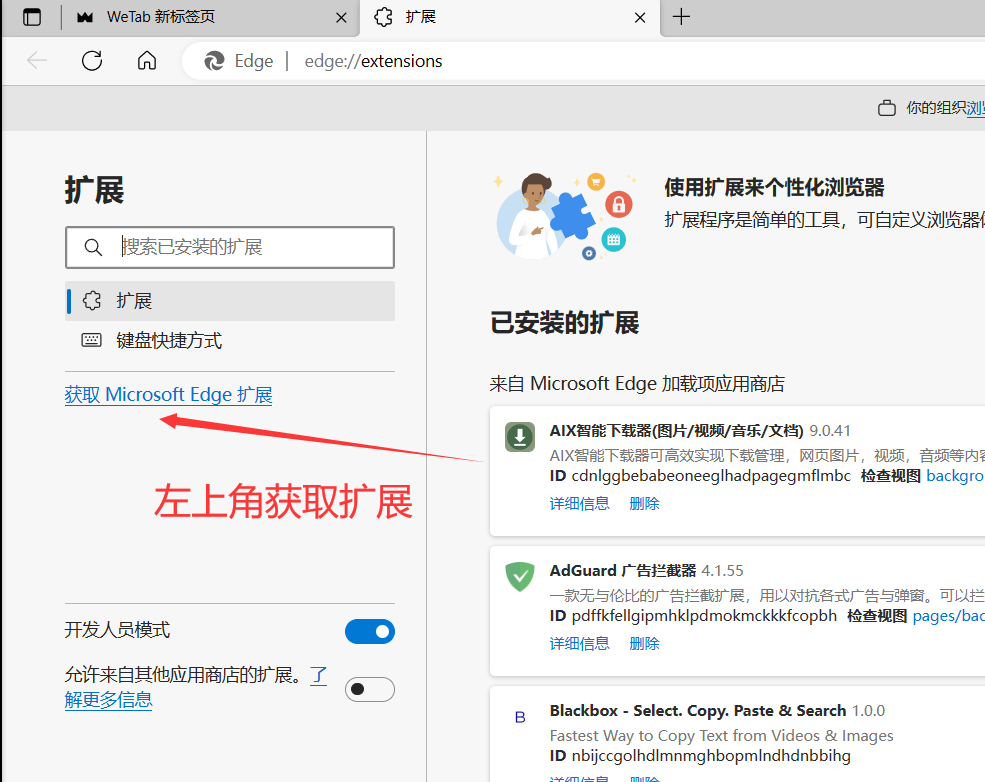 WeTab 新标签页
扩展
Edge | edge://extensions
你的组织浏览
扩展
搜索已安装的扩展
扩展
键盘快捷方式
获取 Microsoft Edge 扩展
左上角获取扩展
开发人员模式
允许来自其他应用商店的扩展。了
解更多信息
使用扩展来个性化浏览器
扩展程序是简单的工具，可自定义浏览器
已安装的扩展
来自 Microsoft Edge 加载项应用商店
AIX智能下载器(图片/视频/音乐/文档) 9.0.41
AIX智能下载器可高效实现下载管理，网页图片，视频，音频等内容
ID cdnlggbebabeoneeglhadpagegmflmbc 检查视图 backgro
详细信息 删除
AdGuard 广告拦截器 4.1.55
一款无与伦比的广告拦截扩展，用以对抗各式广告与弹窗。可以拦
ID pdffkfellgipmhklpdmokmckkkfcopbh 检查视图 pages/bac
详细信息 删除
B
Blackbox - Select. Copy. Paste & Search 1.0.0
Fastest Way to Copy Text from Videos & Images
ID nbijccgolhdlmnmghbopmlndhdnbbihg
详细信息 删除